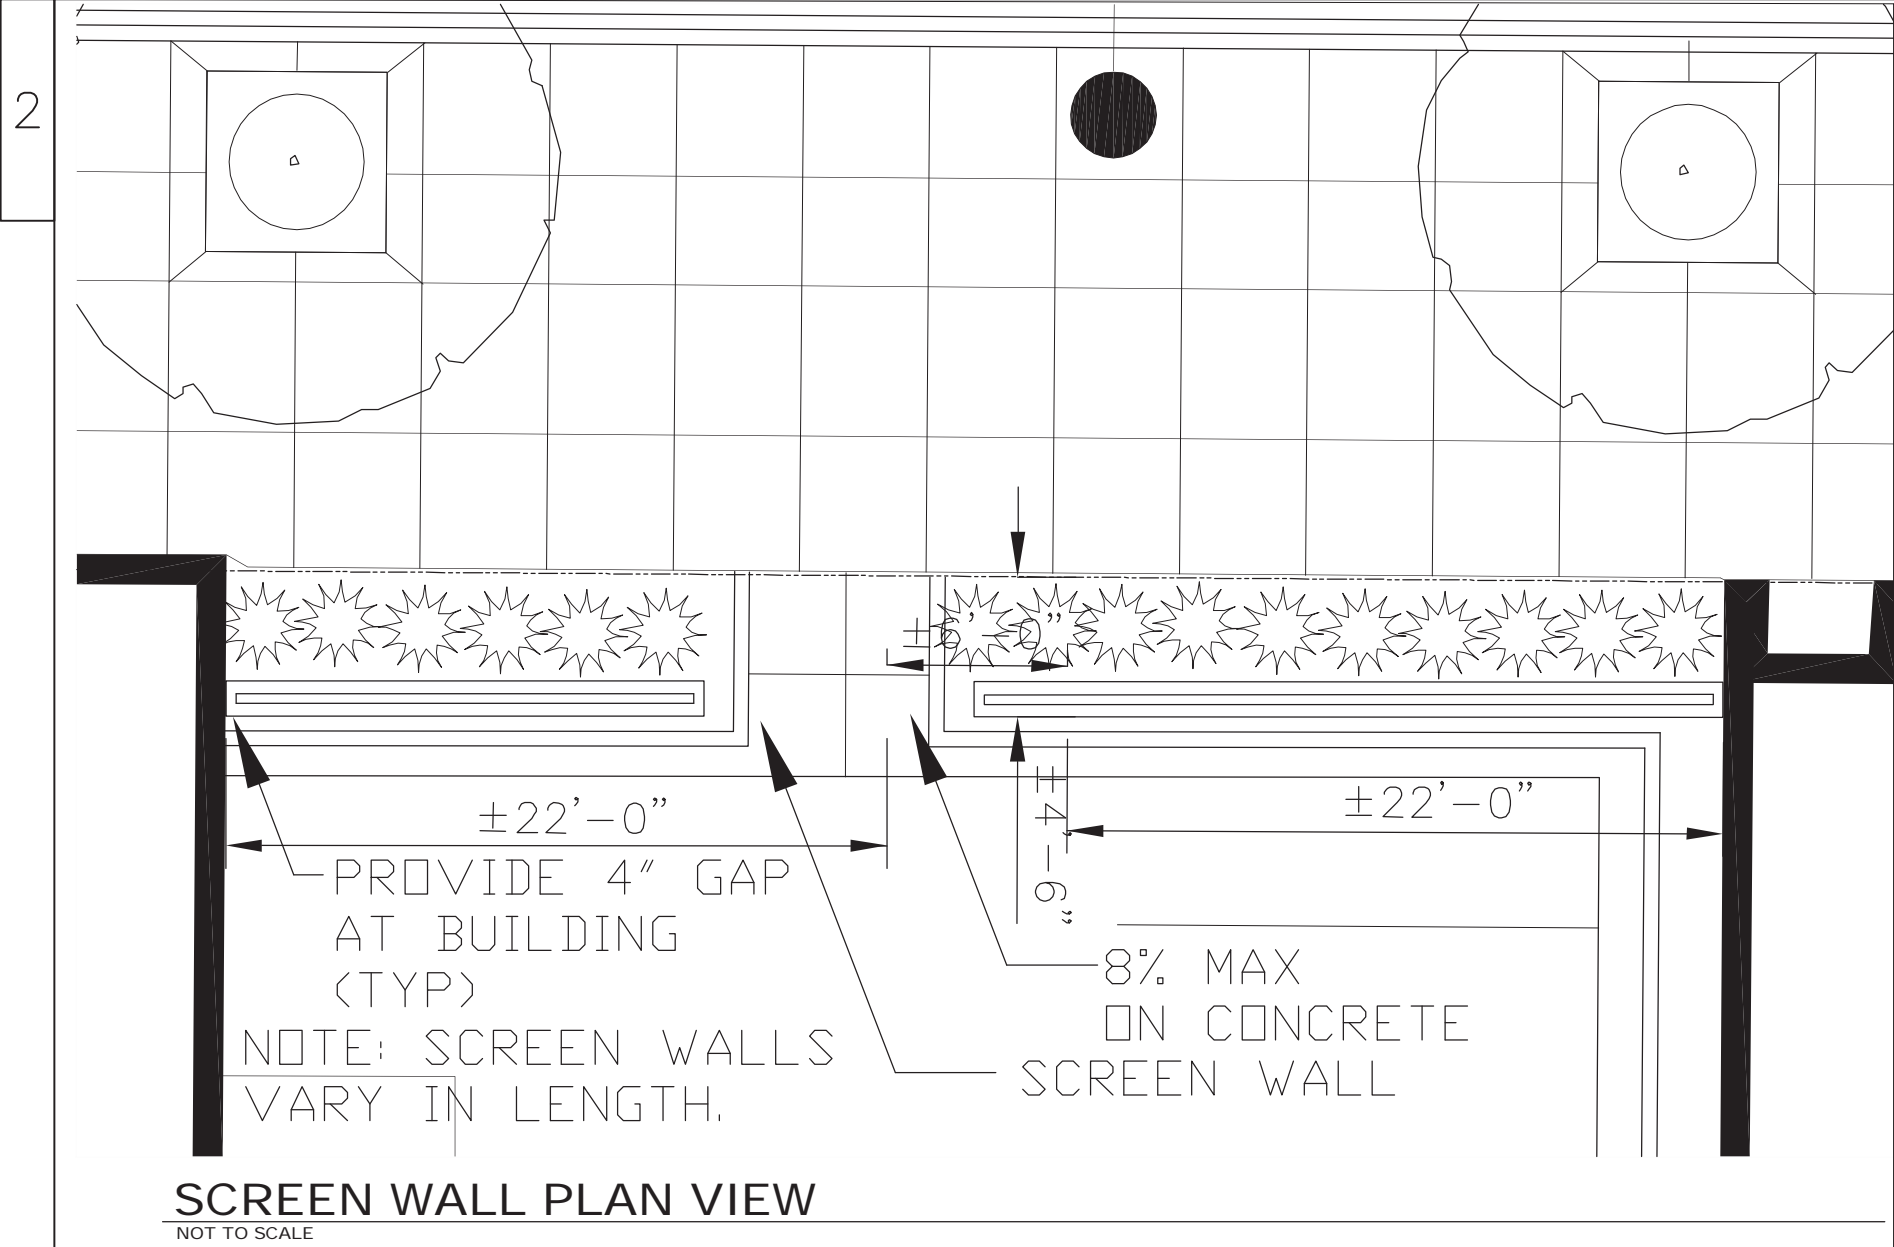 2
±6'-0"
±22'-0"
±4'-6"
±22'-0"
PROVIDE 4" GAP
AT BUILDING
(TYP)
NOTE: SCREEN WALLS
VARY IN LENGTH.
8% MAX
ON CONCRETE
SCREEN WALL
SCREEN WALL PLAN VIEW
NOT TO SCALE